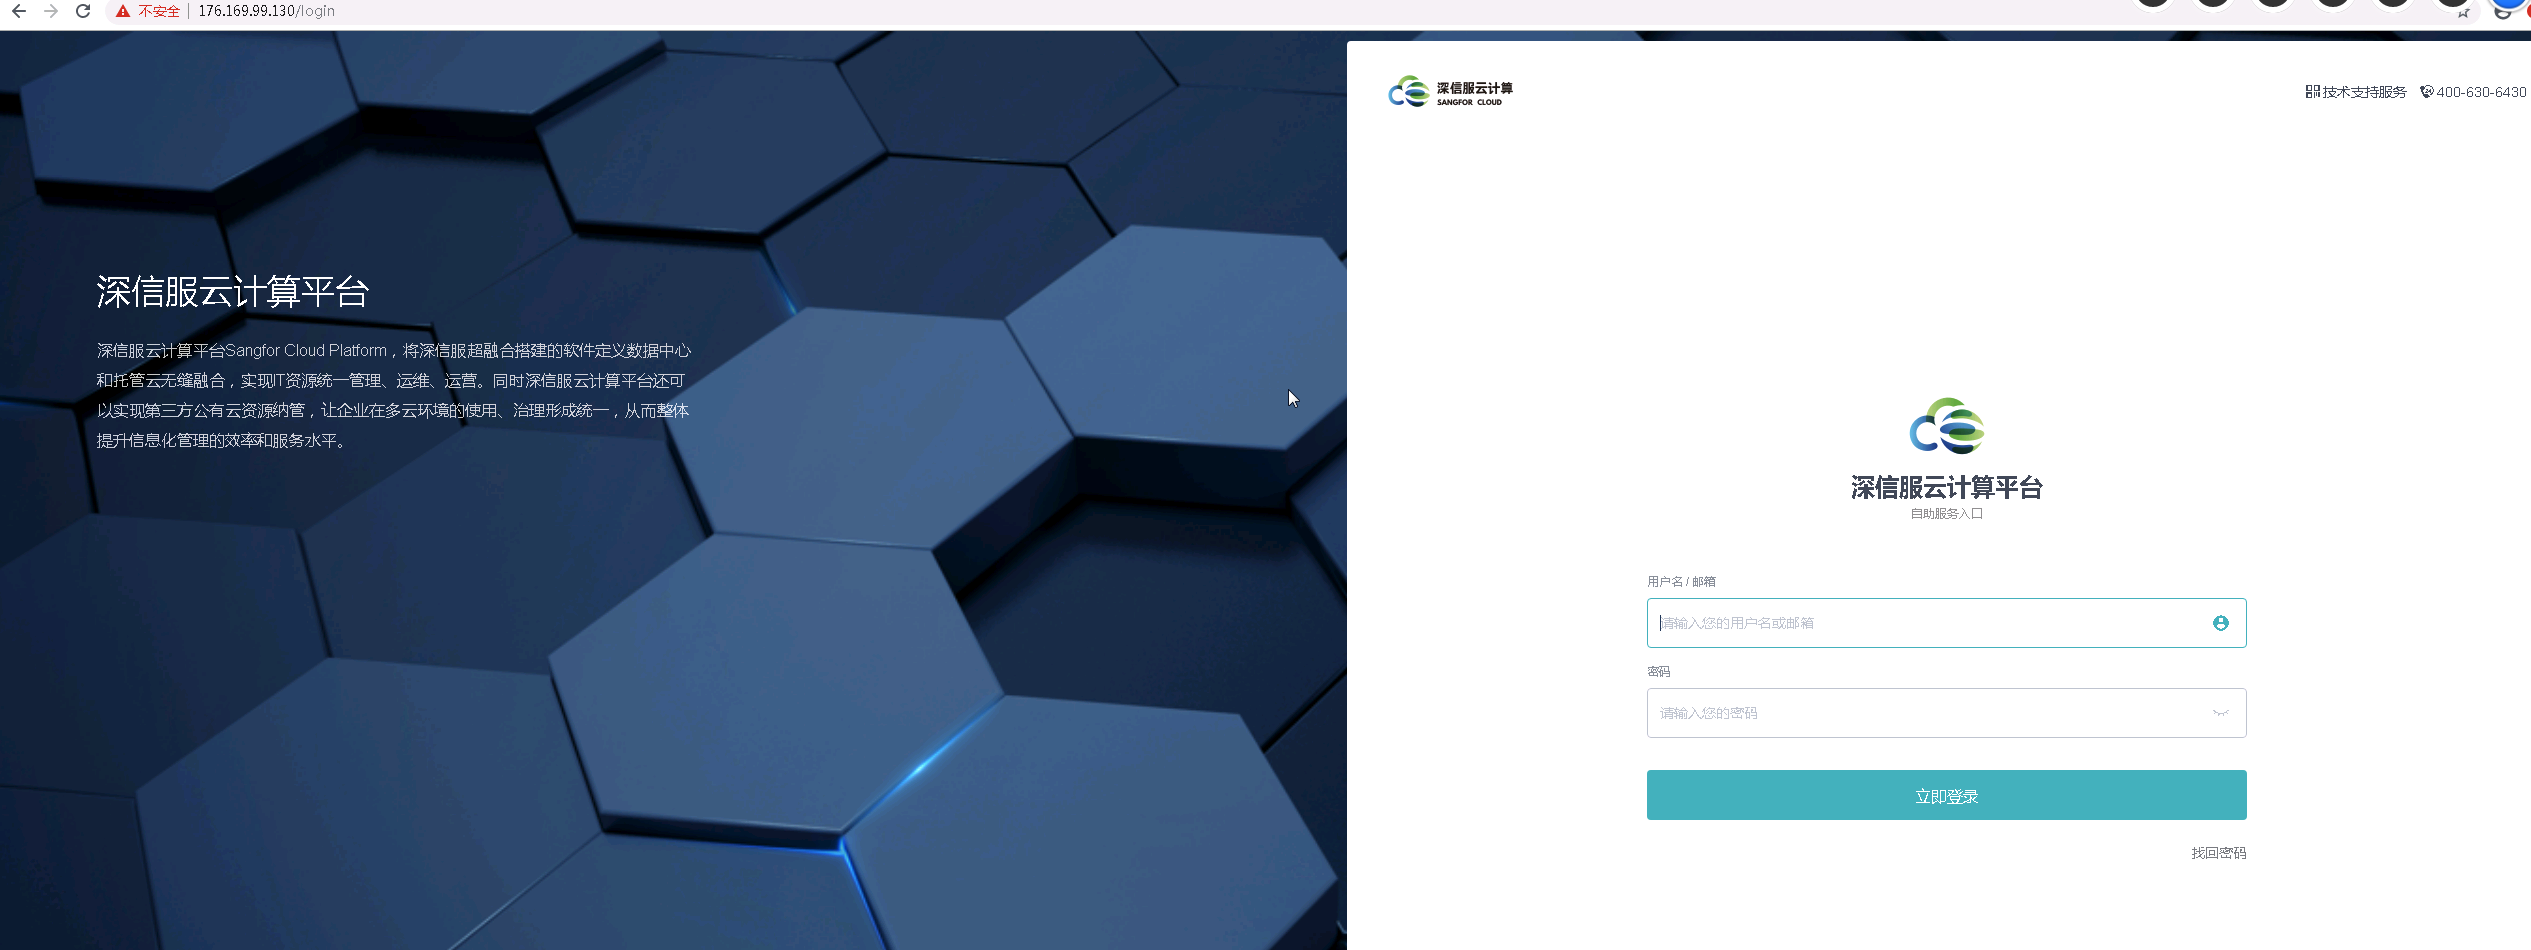 不安全 | 176.169.99.130/login
深信服云计算
SANGFOR CLOUD
技术支持服务 400-630-6430
深信服云计算平台
深信服云计算平台Sangfor Cloud Platform，将深信服超融合搭建的软件定义数据中心
和托管云无缝融合，实现IT资源统一管理、运维、运营。同时深信服云计算平台还可
以实现第三方公有云资源纳管，让企业在多云环境的使用、治理形成统一，从而整体
提升信息化管理的效率和服务水平。
深信服云计算平台
自助服务入口
用户名 / 邮箱
请输入您的用户名或邮箱
密码
请输入您的密码
立即登录
找回密码